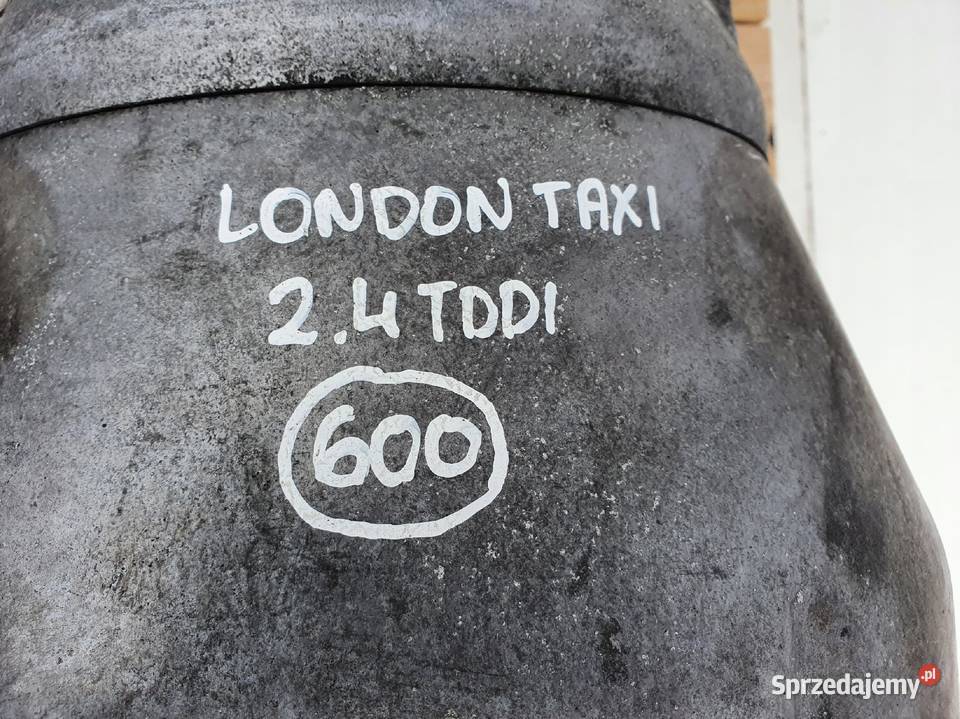 LONDON TAXI
2.4 TDDI
600
Sprzedajemy.pl